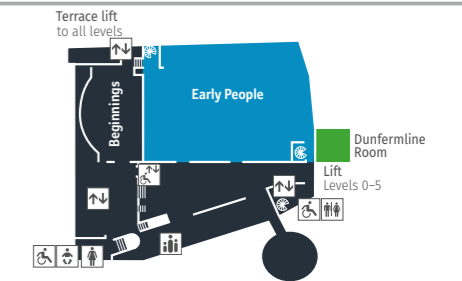 Terrace lift
to all levels
Beginnings
Early People
Dunfermline
Room
Lift
Levels 0–5